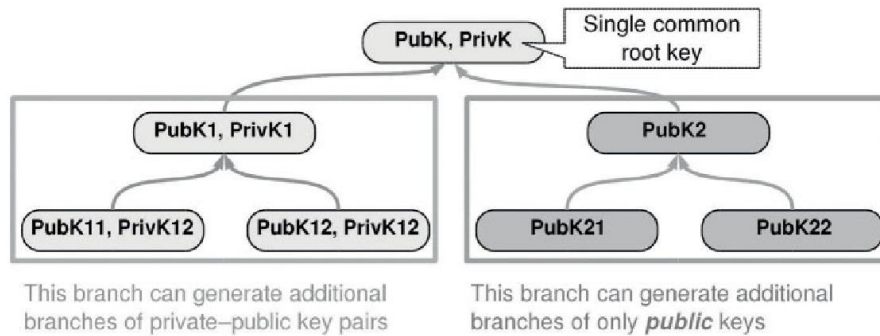 PubK, PrivK
Single common
root key
PubK1, PrivK1
PubK2
PubK11, PrivK12
PubK12, PrivK12
PubK21
PubK22
This branch can generate additional
branches of private–public key pairs
This branch can generate additional
branches of only public keys